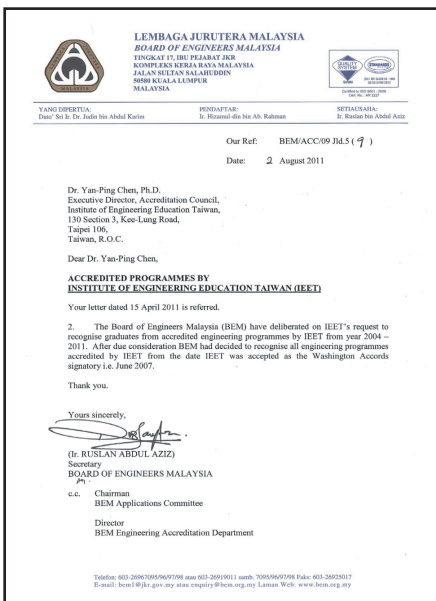 LEMBAGA JURUTERA MALAYSIA
BOARD OF ENGINEERS MALAYSIA
TINGKAT 17, IBU PEJABAT JKR
KOMPLEKS KERJA RAYA MALAYSIA
JALAN SULTAN SALAHUDDIN
50580 KUALA LUMPUR
MALAYSIA
MALAYSIA
QUALITY
SYSTEM
STANDARDS
Certified to ISO 9001 : 2008
YANG DIPERTUA:
Dato' Sri Ir. Dr. Judin bin Abdul Karim
PENDAFTAR:
Ir. Hizamul-din bin Ab. Rahman
SETIAUSAHA:
Ir. Ruslan bin Abdul Aziz
Our Ref: BEM/ACC/09 Jld.5 ( 9 )
Date: 2 August 2011
Dr. Yan-Ping Chen, Ph.D.
Executive Director, Accreditation Council,
Institute of Engineering Education Taiwan,
130 Section 3, Kee-Lung Road,
Taipei 106,
Taiwan, R.O.C.
Dear Dr. Yan-Ping Chen,
ACCREDITED PROGRAMMES BY
INSTITUTE OF ENGINEERING EDUCATION TAIWAN (IEET)
Your letter dated 15 April 2011 is referred.
2. The Board of Engineers Malaysia (BEM) have deliberated on IEET's request to
recognise graduates from accredited engineering programmes by IEET from year 2004 –
2011. After due consideration BEM had decided to recognise all engineering programmes
accredited by IEET from the date IEET was accepted as the Washington Accords
signatory i.e. June 2007.
Thank you.
Yours sincerely,
(Ir. RUSLAN ABDUL AZIZ)
Secretary
BOARD OF ENGINEERS MALAYSIA
c.c. Chairman
BEM Applications Committee
Director
BEM Engineering Accreditation Department
Telefon: 603-26967095/96/97/98 atau 603-26919011 samb. 7095/96/97/98 Faks: 603-26925017
E-mail: bem1@jkr.gov.my atau enquiry@bem.org.my Laman Web: www.bem.org.my